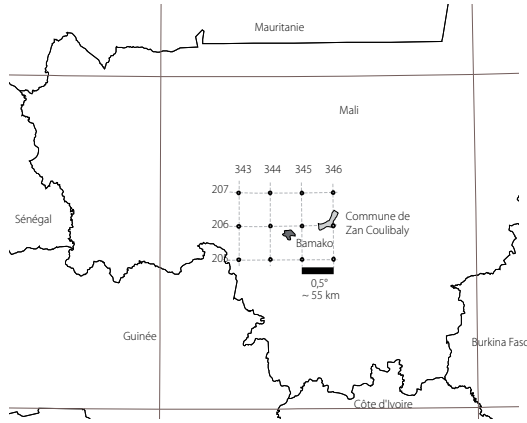 Mauritanie
Mali
343 344 345 346
207
Sénégal
206
Commune de
Zan Coulibaly
Bamako
0,5°
~ 55 km
Guinée
Burkina Faso
Côte d'Ivoire